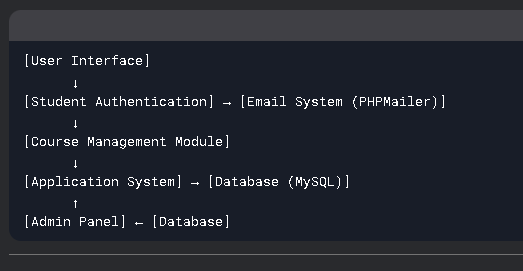 [User Interface]
↓
[Student Authentication] → [Email System (PHPMailer)]
↓
[Course Management Module]
↓
[Application System] → [Database (MySQL)]
↑
[Admin Panel] ← [Database]